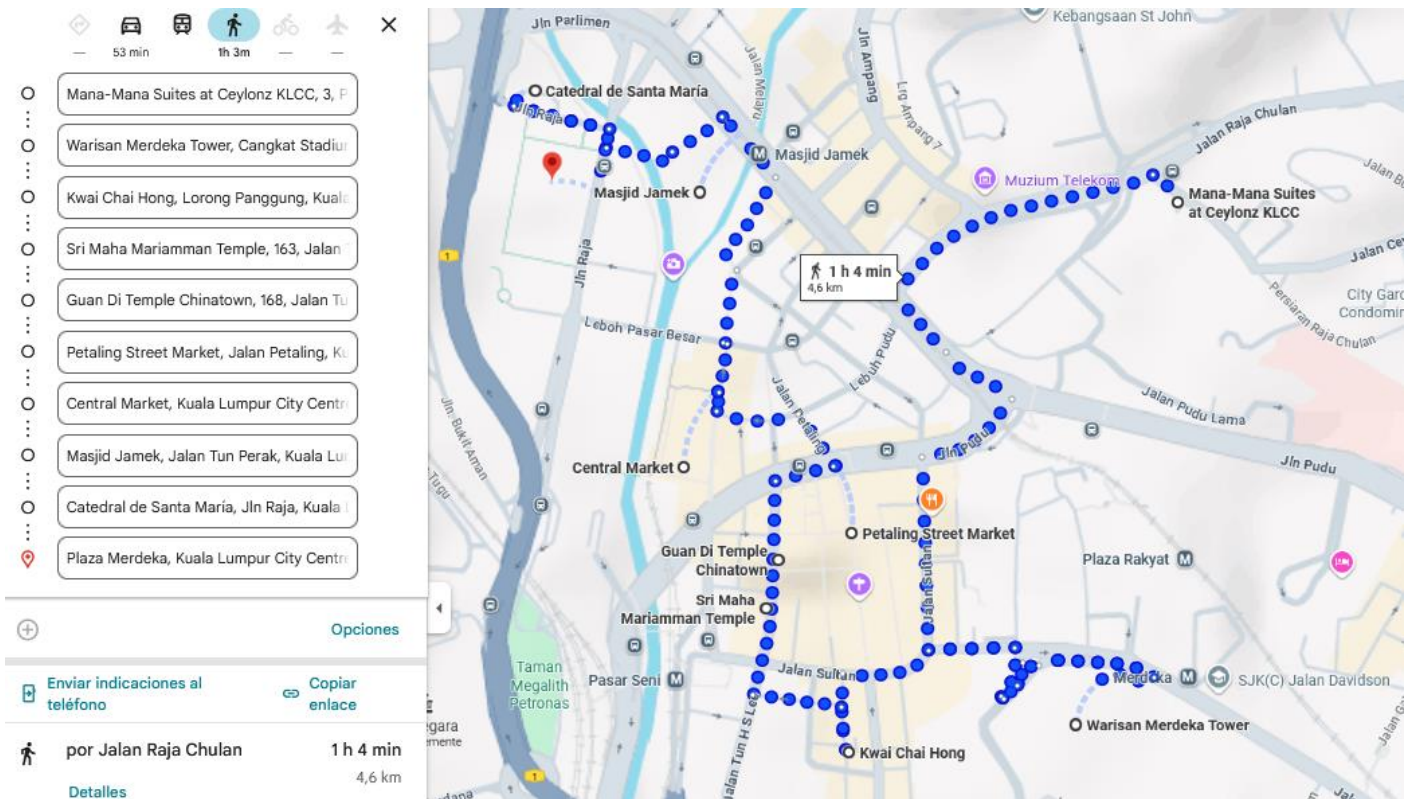 53 min
1h 3m
Mana-Mana Suites at Ceylonz KLCC, 3, P
Warisan Merdeka Tower, Cangkat Stadiu
Kwai Chai Hong, Lorong Panggung, Kuala
Sri Maha Mariamman Temple, 163, Jalan
Guan Di Temple Chinatown, 168, Jalan Tu
Petaling Street Market, Jalan Petaling, Ku
Central Market, Kuala Lumpur City Centr
Masjid Jamek, Jalan Tun Perak, Kuala Lu
Catedral de Santa María, Jln Raja, Kuala
Plaza Merdeka, Kuala Lumpur City Centr
Opciones
Enviar indicaciones al
teléfono
Copiar
enlace
por Jalan Raja Chulan
1 h 4 min
4,6 km
Detalles
Jln Parlimen
Kebangsaan St John
Jalan Melayu
Jln Ampang
Lrg Ampang 7
Jalan Raja Chulan
Catedral de Santa María
Jln Raja
Masjid Jamek
Muzium Telekom
Masjid Jamek
Mana-Mana Suites
at Ceylonz KLCC
Jln Raja
1
1 h 4 min
4,6 km
Persiaran Raja Chulan
Leboh Pasar Besar
Lebuh Pudu
Jalan Petaling
Jalan Pudu Lama
Jln. Bukit Aman
Jln Pudu
Jln Pudu
Central Market
Petaling Street Market
Guan Di Temple
Chinatown
Plaza Rakyat
Sri Maha
Mariamman Temple
Jalan Sultan
Taman
Megalith
Petronas
Pasar Seni
Jalan Sultan
Merdeka
SJK(C) Jalan Davidson
Warisan Merdeka Tower
Kwai Chai Hong
Jalan Tun H S Lee
1